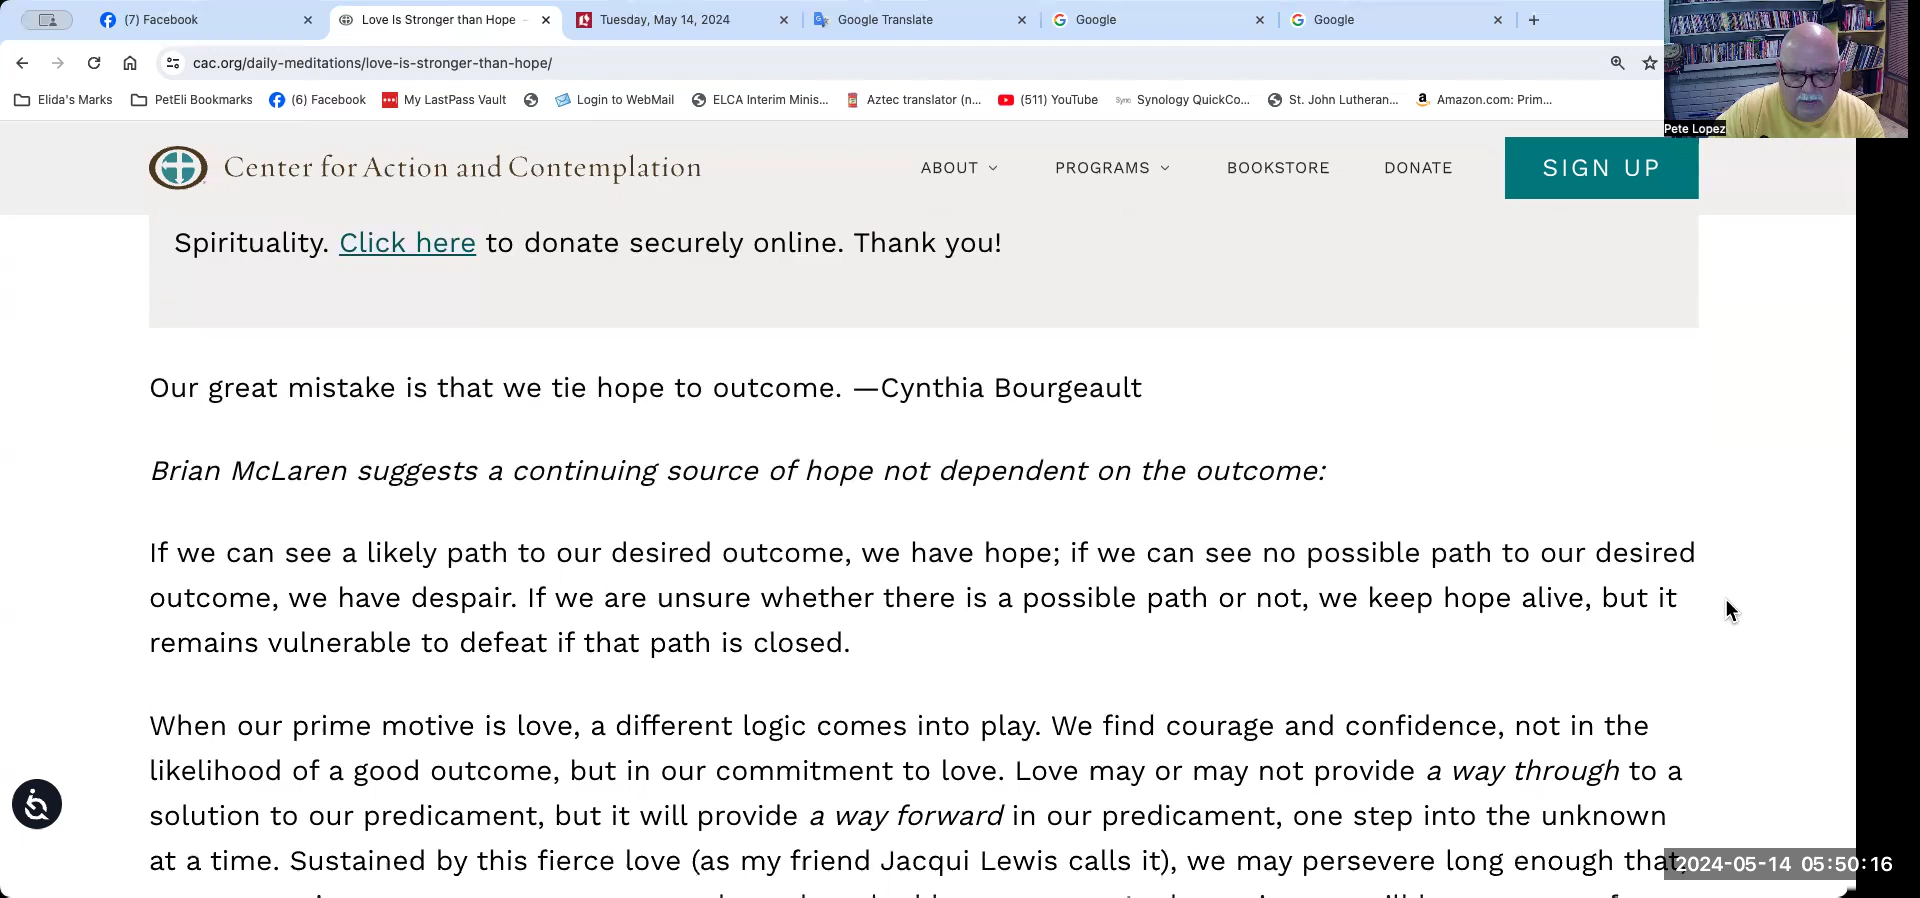 (7) Facebook
Love Is Stronger than Hope
Tuesday, May 14, 2024
Google Translate
Google
Google
cac.org/daily-meditations/love-is-stronger-than-hope/
Elida's Marks
PetEli Bookmarks
(6) Facebook
My LastPass Vault
Login to WebMail
ELCA Interim Minis...
Aztec translator (n...
(511) YouTube
Sync
Synology QuickCo...
St. John Lutheran...
Amazon.com: Prim...
Pete Lopez
Center for Action and Contemplation
ABOUT
PROGRAMS
BOOKSTORE
DONATE
SIGN UP
Spirituality. Click here to donate securely online. Thank you!
Our great mistake is that we tie hope to outcome. —Cynthia Bourgeault
Brian McLaren suggests a continuing source of hope not dependent on the outcome:
If we can see a likely path to our desired outcome, we have hope; if we can see no possible path to our desired
outcome, we have despair. If we are unsure whether there is a possible path or not, we keep hope alive, but it
remains vulnerable to defeat if that path is closed.
When our prime motive is love, a different logic comes into play. We find courage and confidence, not in the
likelihood of a good outcome, but in our commitment to love. Love may or may not provide a way through to a
solution to our predicament, but it will provide a way forward in our predicament, one step into the unknown
at a time. Sustained by this fierce love (as my friend Jacqui Lewis calls it), we may persevere long enough that,
2024-05-14 05:50:16